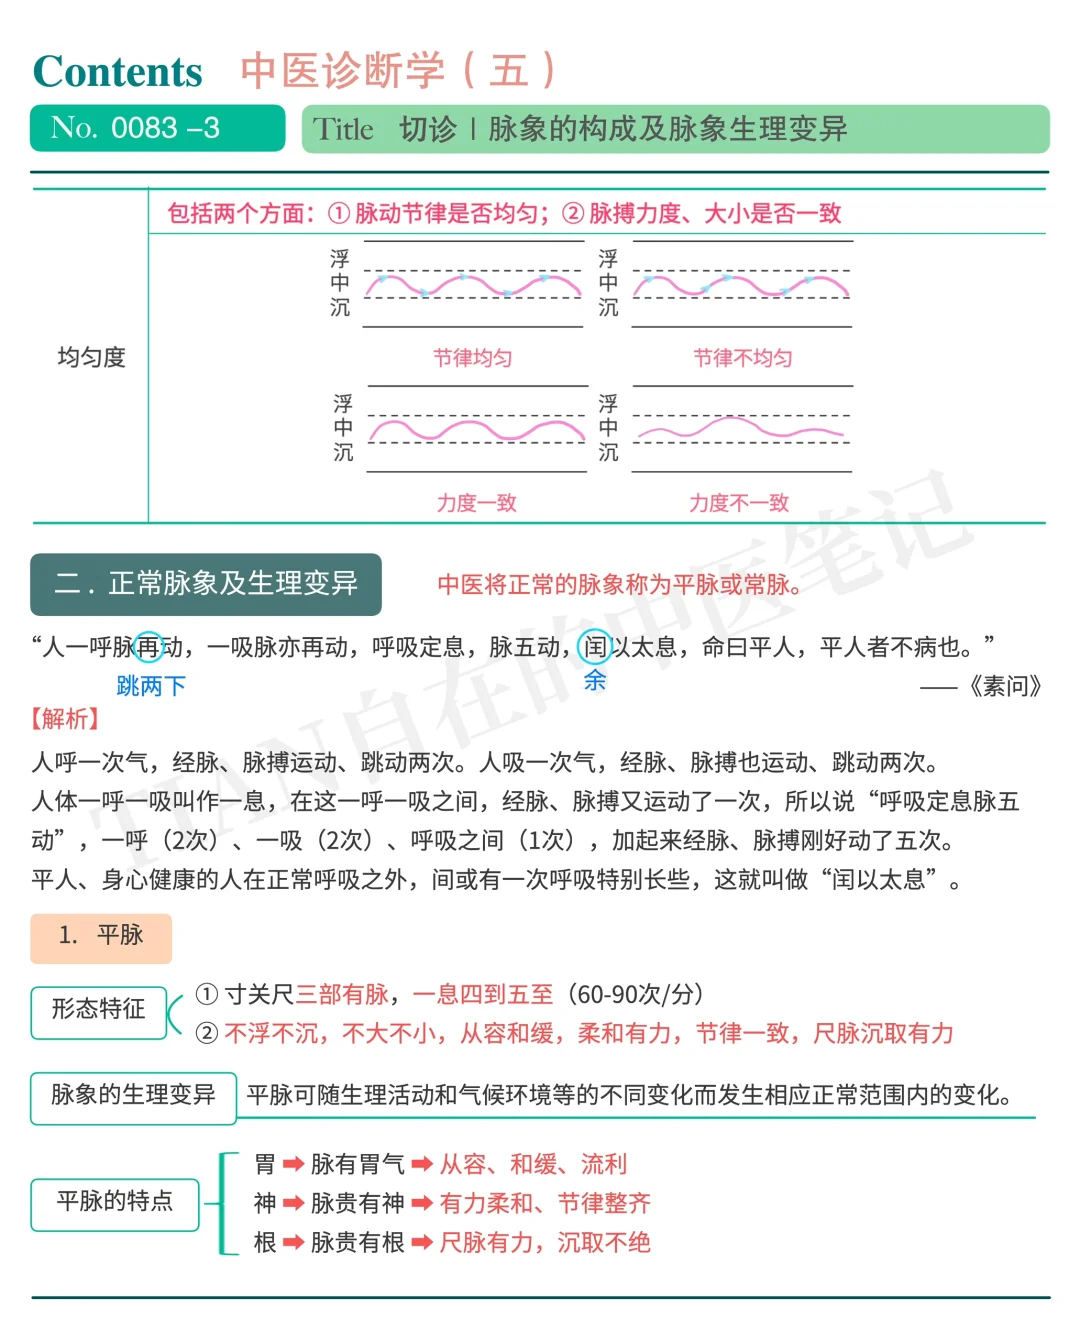 Contents 中医诊断学（五）
No. 0083 –3
Title 切诊 | 脉象的构成及脉象生理变异
包括两个方面：① 脉动节律是否均匀；② 脉搏力度、大小是否一致
均匀度
浮
中
沉
节律均匀
浮
中
沉
节律不均匀
浮
中
沉
力度一致
浮
中
沉
力度不一致
二 . 正常脉象及生理变异
中医将正常的脉象称为平脉或常脉。
“人一呼脉再动，一吸脉亦再动，呼吸定息，脉五动，闰以太息，命曰平人，平人者不病也。”
跳两下
余
——《素问》
【解析】
人呼一次气，经脉、脉搏运动、跳动两次。人吸一次气，经脉、脉搏也运动、跳动两次。
人体一呼一吸叫作一息，在这一呼一吸之间，经脉、脉搏又运动了一次，所以说“呼吸定息脉五
动”，一呼（2次）、一吸（2次）、呼吸之间（1次），加起来经脉、脉搏刚好动了五次。
平人、身心健康的人在正常呼吸之外，间或有一次呼吸特别长些，这就叫做“闰以太息”。
1. 平脉
形态特征
① 寸关尺三部有脉，一息四到五至（60-90次/分）
② 不浮不沉，不大不小，从容和缓，柔和有力，节律一致，尺脉沉取有力
脉象的生理变异
平脉可随生理活动和气候环境等的不同变化而发生相应正常范围内的变化。
平脉的特点
胃 ➡ 脉有胃气 ➡ 从容、和缓、流利
神 ➡ 脉贵有神 ➡ 有力柔和、节律整齐
根 ➡ 脉贵有根 ➡ 尺脉有力，沉取不绝
TIAN自在的中医笔记